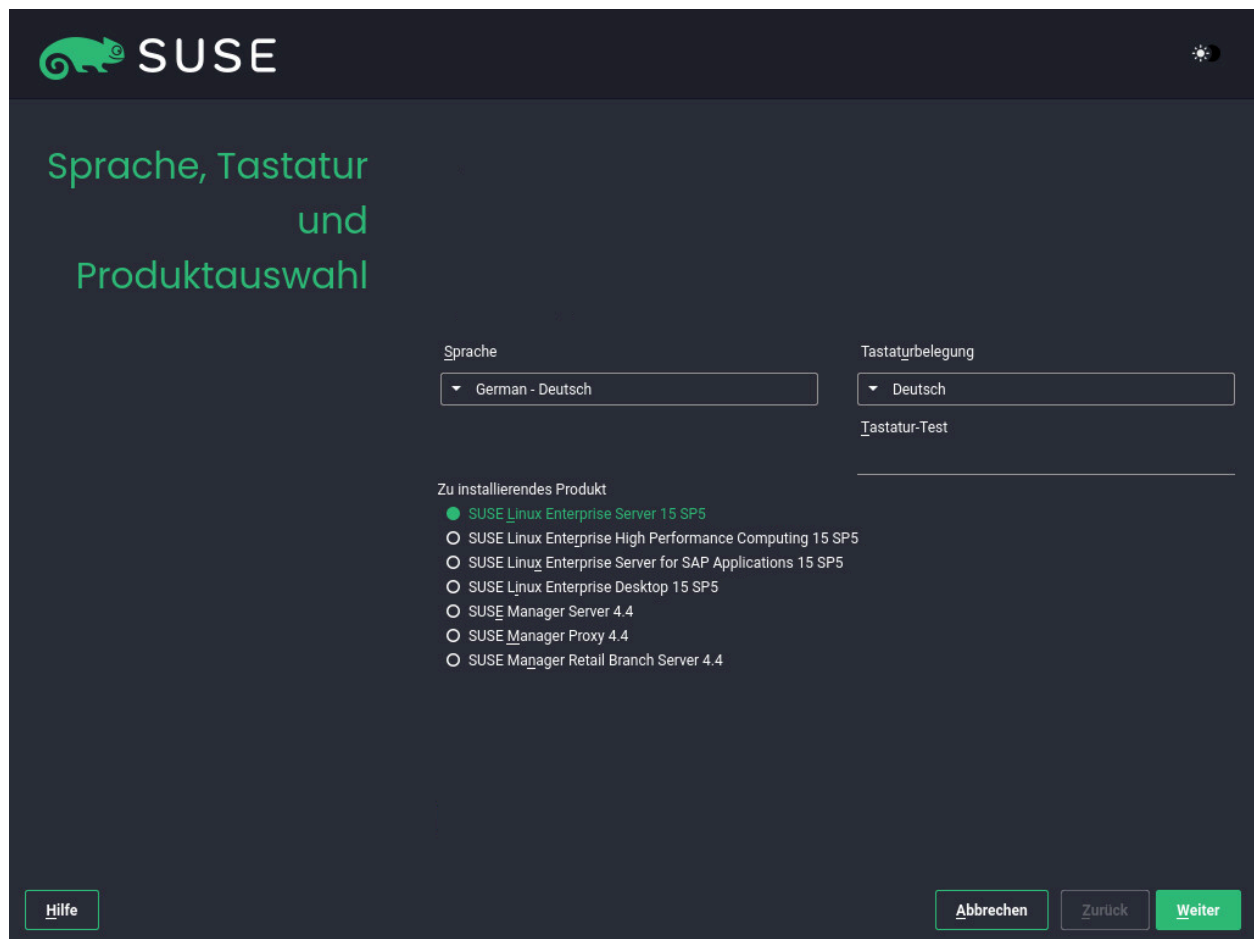 SUSE
Sprache, Tastatur
und
Produktauswahl
Sprache
Tastaturbelegung
German - Deutsch
Deutsch
Tastatur-Test
Zu installierendes Produkt
SUSE Linux Enterprise Server 15 SP5
SUSE Linux Enterprise High Performance Computing 15 SP5
SUSE Linux Enterprise Server for SAP Applications 15 SP5
SUSE Linux Enterprise Desktop 15 SP5
SUSE Manager Server 4.4
SUSE Manager Proxy 4.4
SUSE Manager Retail Branch Server 4.4
Hilfe
Abbrechen
Zurück
Weiter